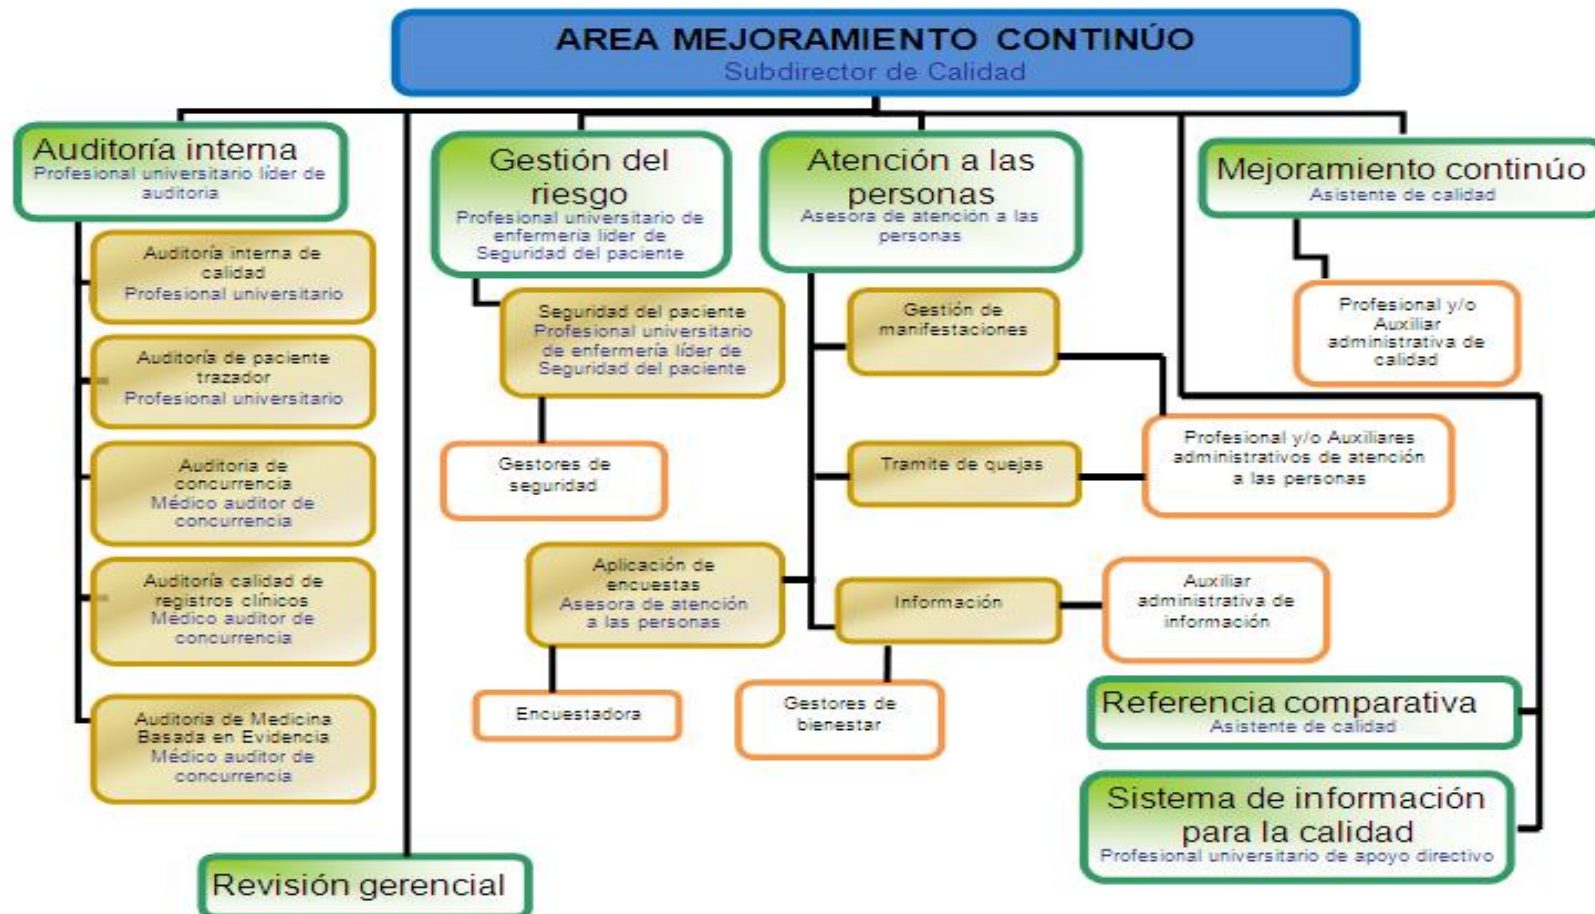 AREA MEJORAMIENTO CONTINÚO
Subdirector de Calidad
Auditoría interna
Profesional universitario líder de
auditoria
Auditoría interna de
calidad
Profesional universitario
Auditoría de paciente
trazador
Profesional universitario
Auditoria de
concurrencia
Médico auditor de
concurrencia
Auditoría calidad de
registros clínicos
Médico auditor de
concurrencia
Auditoria de Medicina
Basada en Evidencia
Médico auditor de
concurrencia
Revisión gerencial
Gestión del
riesgo
Profesional universitario de
enfermería líder de
Seguridad del paciente
Seguridad del paciente
Profesional universitario
de enfermería líder de
Seguridad del paciente
Gestores de
seguridad
Atención a las
personas
Asesora de atención a las
personas
Gestión de
manifestaciones
Tramite de quejas
Profesional y/o Auxiliares
administrativos de atención
a las personas
Aplicación de
encuestas
Asesora de atención
a las personas
Encuestadora
Información
Auxiliar
administrativa de
información
Gestores de
bienestar
Mejoramiento continúo
Asistente de calidad
Profesional y/o
Auxiliar
administrativa de
calidad
Referencia comparativa
Asistente de calidad
Sistema de información
para la calidad
Profesional universitario de apoyo directivo